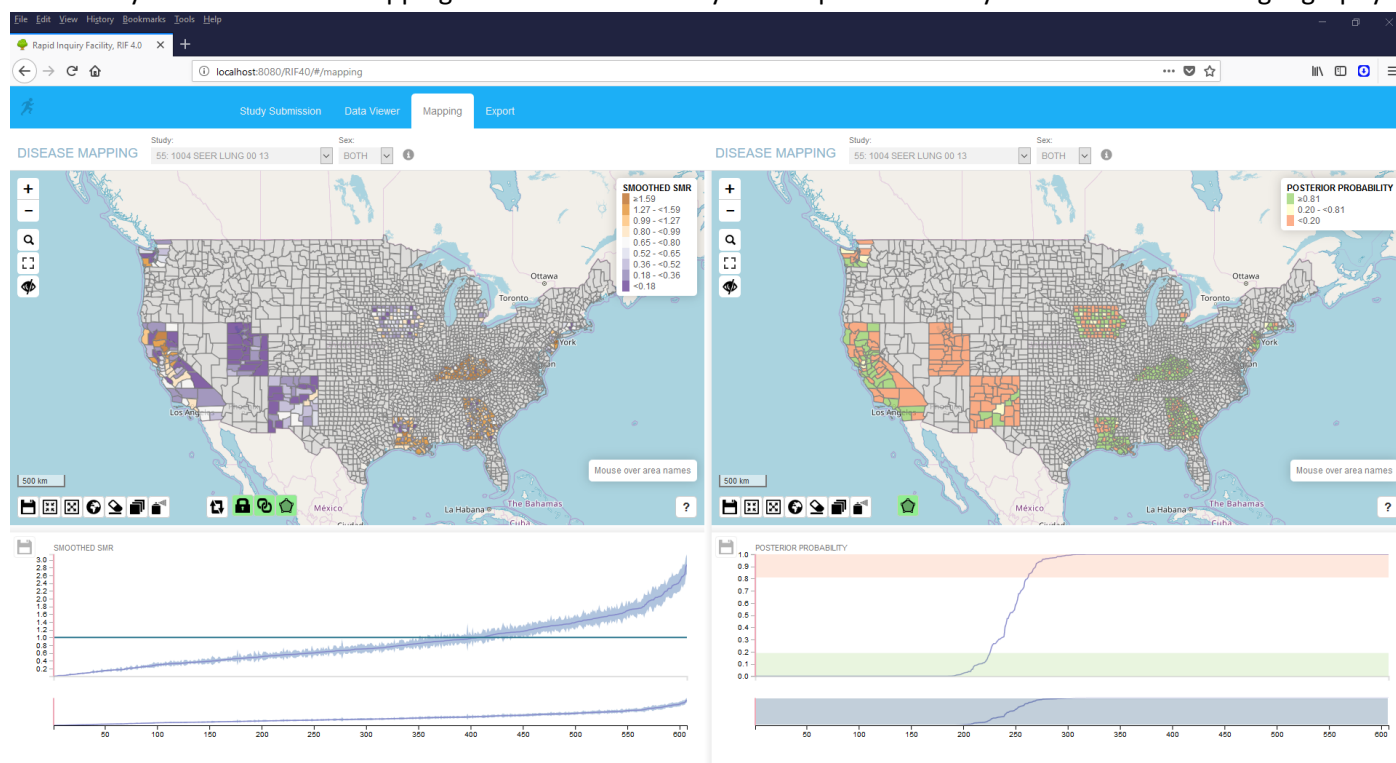 File Edit View History Bookmarks Tools Help
Rapid Inquiry Facility, RIF 4.0
localhost:8080/RIF40/#/mapping
Study Submission Data Viewer Mapping Export
DISEASE MAPPING
Study:
55: 1004 SEER LUNG 00 13
Sex:
BOTH
SMOOTHED SMR
≥1.59
1.27 - <1.59
0.99 - <1.27
0.80 - <0.99
0.65 - <0.80
0.52 - <0.65
0.36 - <0.52
0.18 - <0.36
<0.18
Ottawa
Toronto
York
Los Ang
500 km
México
La Habana
The Bahamas
Cuba
Mouse over area names
?
DISEASE MAPPING
Study:
55: 1004 SEER LUNG 00 13
Sex:
BOTH
POSTERIOR PROBABILITY
≥0.81
0.20 - <0.81
<0.20
Ottawa
Toronto
York
Los Angeles
500 km
México
La Habana
The Bahamas
Cuba
Mouse over area names
?
SMOOTHED SMR
3.0
2.8
2.6
2.4
2.2
2.0
1.8
1.6
1.4
1.2
1.0
0.8
0.6
0.4
0.2
50 100 150 200 250 300 350 400 450 500 550 600
POSTERIOR PROBABILITY
1.0
0.9
0.8
0.7
0.6
0.5
0.4
0.3
0.2
0.1
0.0
50 100 150 200 250 300 350 400 450 500 550 600